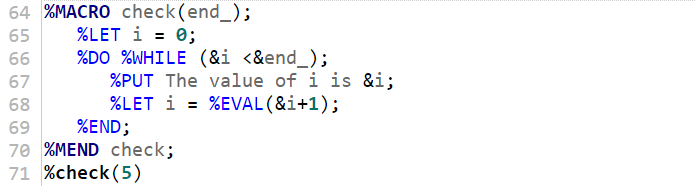 64 %MACRO check(end_);
65 %LET i = 0;
66 %DO %WHILE (&i <&end_);
67 %PUT The value of i is &i;
68 %LET i = %EVAL(&i+1);
69 %END;
70 %MEND check;
71 %check(5)